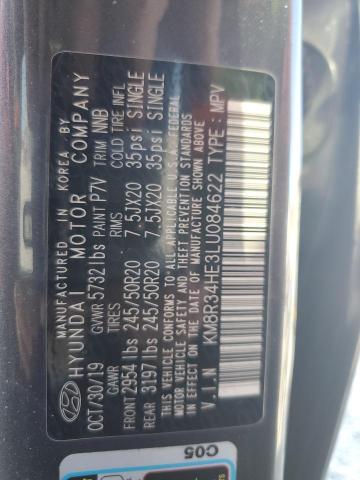 MANUFACTURED IN KOREA BY
HYUNDAI MOTOR COMPANY
OCT/30/19 GVWR 5732 lbs PAINT P7V TRIM NNB
GAWR TIRES RIMS COLD TIRE INFL
FRONT 2954 lbs 245/50R20 7.5JX20 35psi SINGLE
REAR 3197 lbs 245/50R20 7.5JX20 35psi SINGLE
THIS VEHICLE CONFORMS TO ALL APPLICABLE U.S.A. FEDERAL
MOTOR VEHICLE SAFETY AND THEFT PREVENTION STANDARDS
IN EFFECT ON THE DATE OF MANUFACTURE SHOWN ABOVE
V.I.N KM8R34HE3LU084622 TYPE : MPV
C05